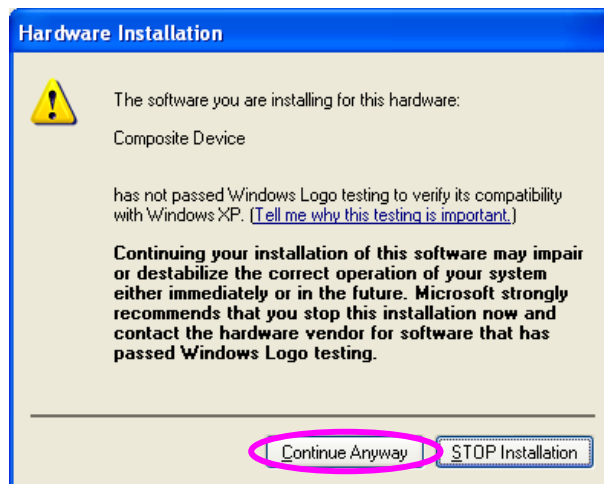 Hardware Installation
The software you are installing for this hardware:
Composite Device
has not passed Windows Logo testing to verify its compatibility
with Windows XP. (Tell me why this testing is important.)
Continuing your installation of this software may impair
or destabilize the correct operation of your system
either immediately or in the future. Microsoft strongly
recommends that you stop this installation now and
contact the hardware vendor for software that has
passed Windows Logo testing.
Continue Anyway STOP Installation